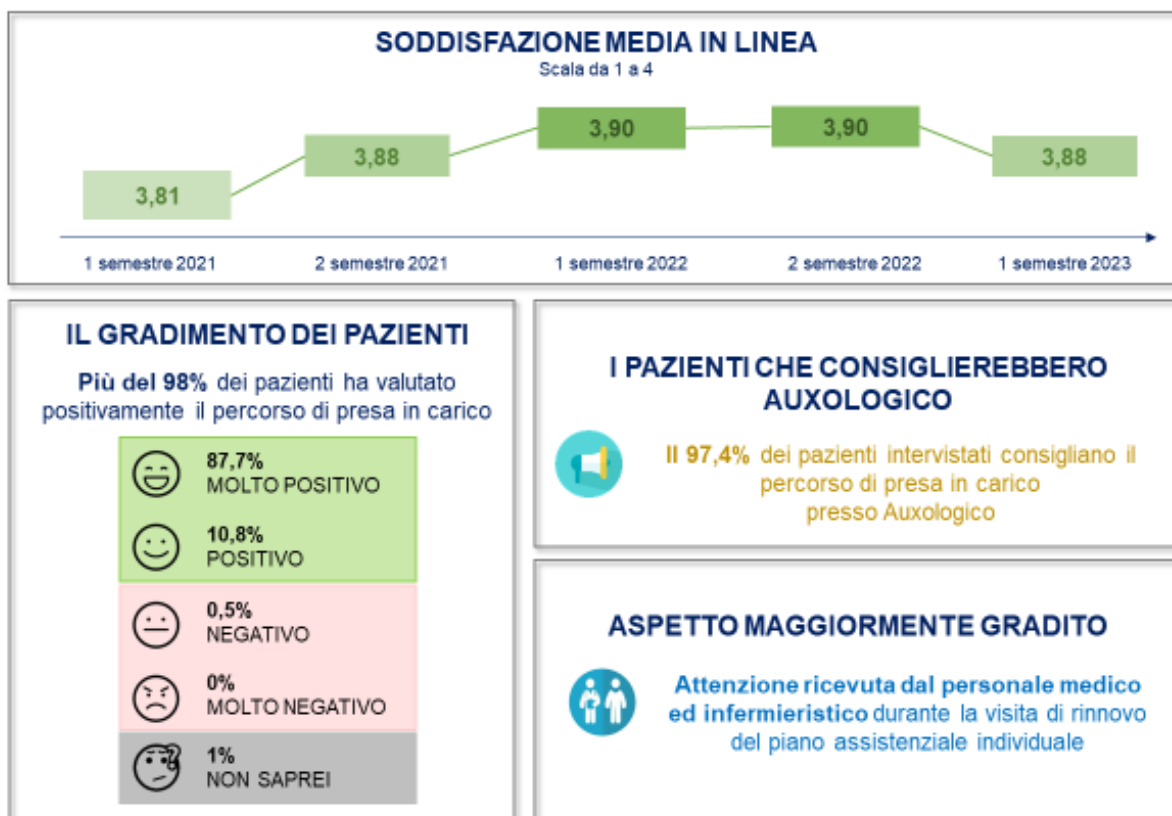 SODDISFAZIONE MEDIA IN LINEA
Scala da 1 a 4
3,81
3,88
3,90
3,90
3,88
1 semestre 2021
2 semestre 2021
1 semestre 2022
2 semestre 2022
1 semestre 2023
IL GRADIMENTO DEI PAZIENTI
Più del 98% dei pazienti ha valutato
positivamente il percorso di presa in carico
87,7%
MOLTO POSITIVO
10,8%
POSITIVO
0,5%
NEGATIVO
0%
MOLTO NEGATIVO
1%
NON SAPREI
I PAZIENTI CHE CONSIGLIEREBBERO
AUXOLOGICO
Il 97,4% dei pazienti intervistati consigliano il
percorso di presa in carico
presso Auxologico
ASPETTO MAGGIORMENTE GRADITO
Attenzione ricevuta dal personale medico
ed infermieristico durante la visita di rinnovo
del piano assistenziale individuale